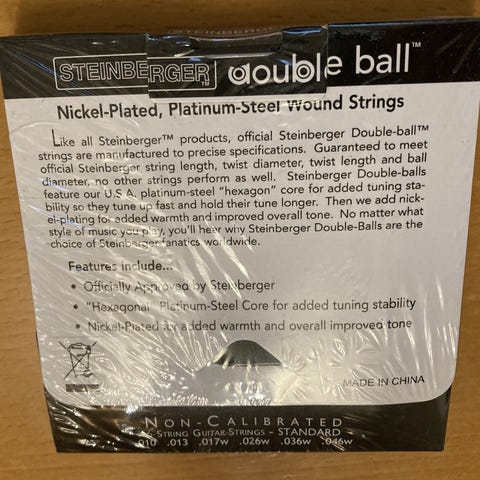 STEINBERGER™ double ball™
Nickel-Plated, Platinum-Steel Wound Strings
Like all Steinberger™ products, official Steinberger Double-ball™
strings are manufactured to precise specifications. Guaranteed to meet
official Steinberger string length, twist diameter, twist length and ball
diameter, no other strings perform as well. Steinberger Double-balls
feature our U.S.A. platinum-steel "hexagon" core for added tuning sta-
bility so they tune up fast and hold their tune longer. Then we add nick-
el-plating for added warmth and improved overall tone. No matter what
style of music you play, you'll hear why Steinberger Double-Balls are the
choice of Steinberger fanatics worldwide.
Features include...
• Officially Approved by Steinberger
• "Hexagonal" Platinum-Steel Core for added tuning stability
• Nickel-Plated for added warmth and overall improved tone
MADE IN CHINA
NON-CALIBRATED
6-STRING GUITAR STRINGS - STANDARD
.010 .013 .017w .026w .036w .046w